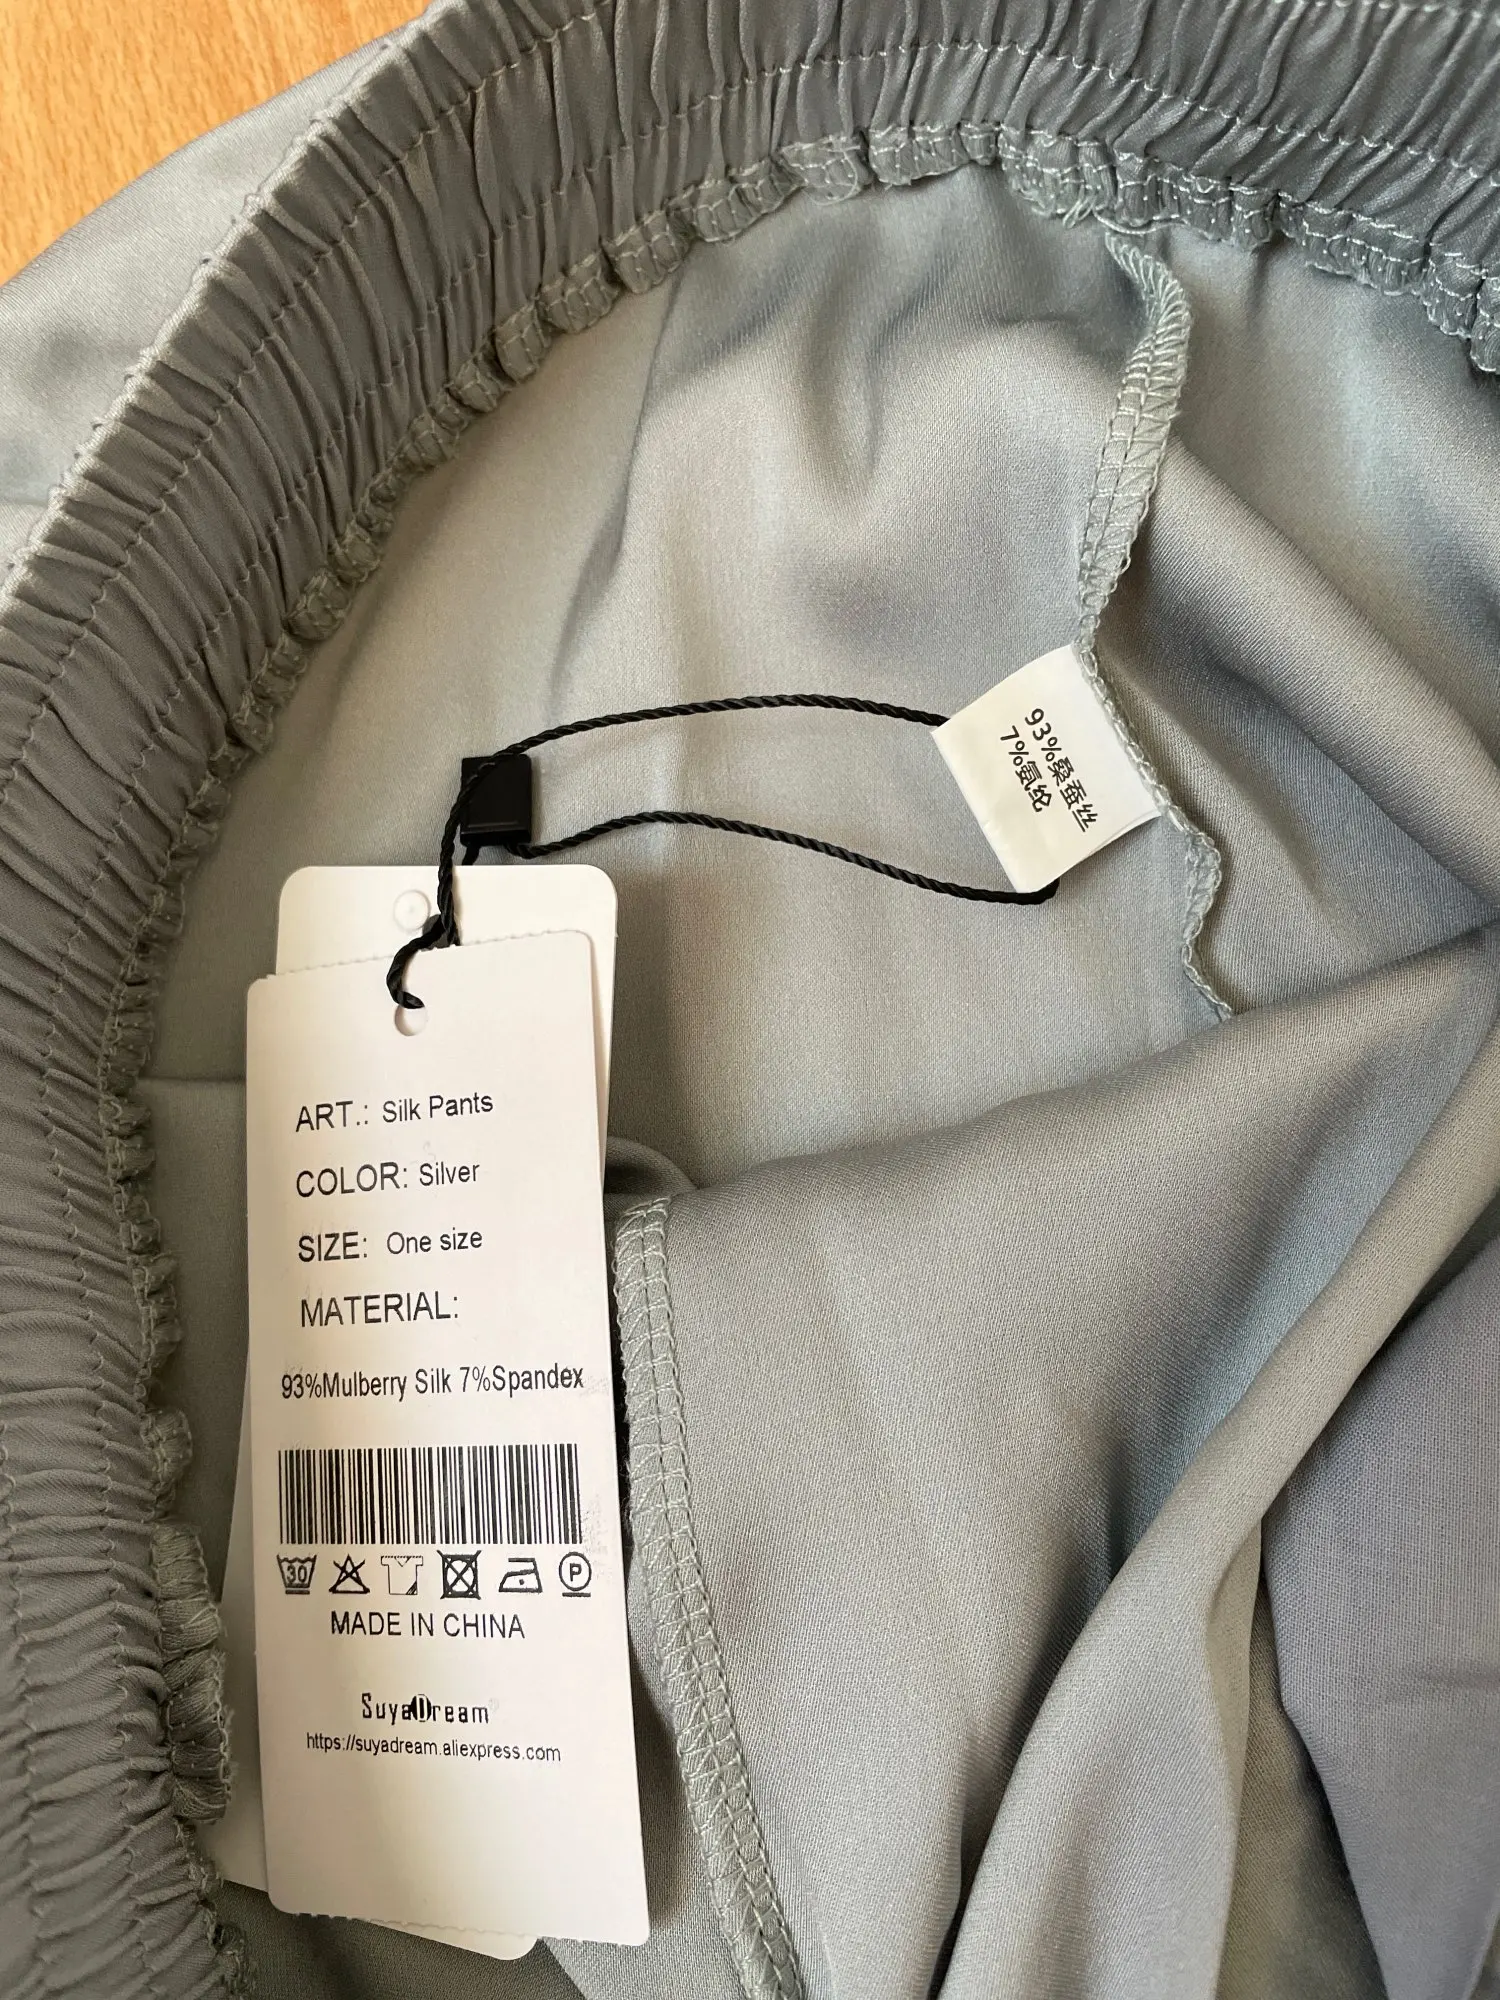 93%桑蚕丝
7%氨纶
ART.: Silk Pants
COLOR: Silver
SIZE: One size
MATERIAL:
93%Mulberry Silk 7%Spandex
30 P
MADE IN CHINA
SuyaDream
https://suyadream.aliexpress.com